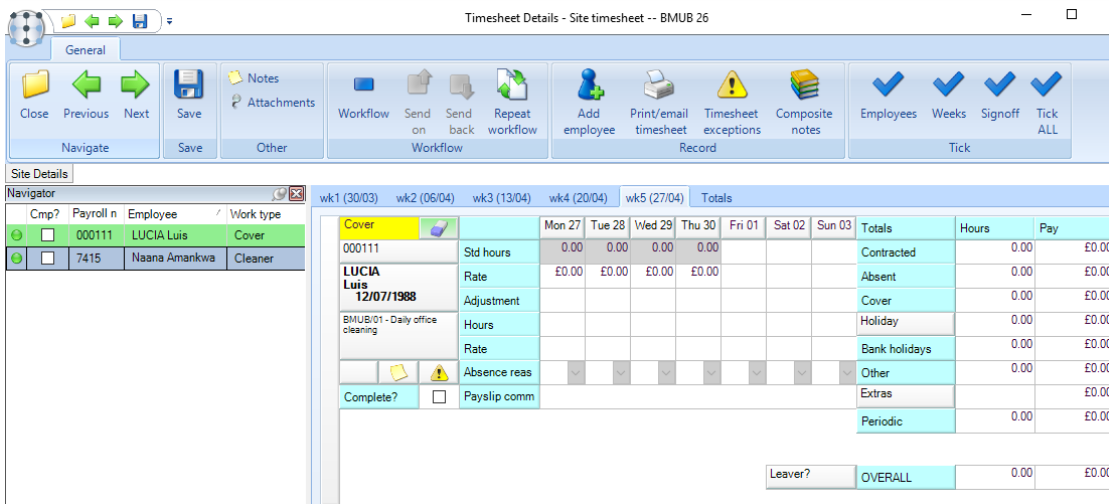 Timesheet Details - Site timesheet -- BMUB 26
General
Close Previous Next
Navigate
Save
Save
Notes
Attachments
Other
Workflow Send on Send back Repeat workflow
Workflow
Add employee Print/email timesheet Timesheet exceptions Composite notes
Record
Employees Weeks Signoff Tick ALL
Tick
Site Details
Navigator
Cmp? Payroll n Employee Work type
000111 LUCIA Luis Cover
7415 Naana Amankwa Cleaner
wk1 (30/03) wk2 (06/04) wk3 (13/04) wk4 (20/04) wk5 (27/04) Totals
Cover Mon 27 Tue 28 Wed 29 Thu 30 Fri 01 Sat 02 Sun 03 Totals Hours Pay
000111 Std hours 0.00 0.00 0.00 0.00 Contracted 0.00 £0.00
LUCIA Rate £0.00 £0.00 £0.00 £0.00 Absent 0.00 £0.00
Luis
12/07/1988 Adjustment Cover 0.00 £0.00
BMUB/01 - Daily office cleaning Hours Holiday 0.00 £0.00
Rate Bank holidays 0.00 £0.00
Absence reas Other 0.00 £0.00
Complete? Payslip comm Extras £0.00
Periodic 0.00 £0.00
Leaver? OVERALL 0.00 £0.00